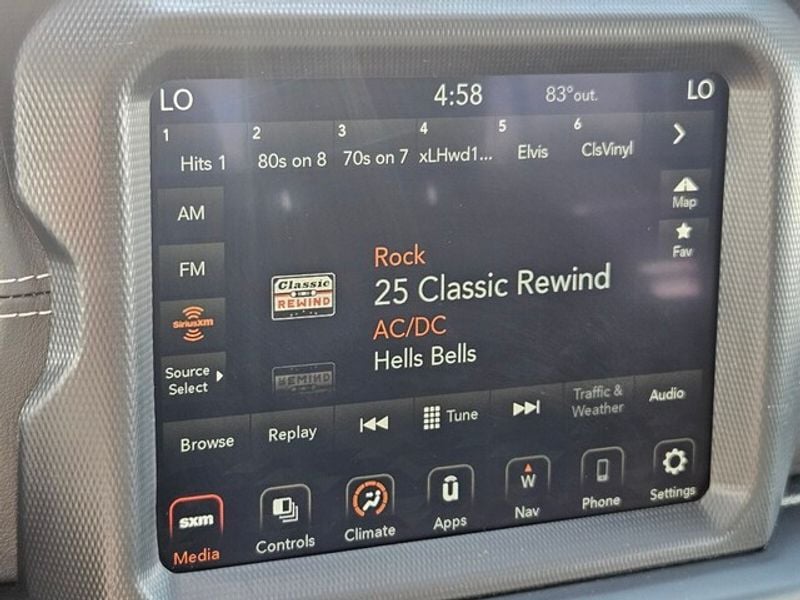 LO 4:58 83° out. LO
1 2 3 4 5 6
Hits 1 80s on 8 70s on 7 xLHwd1... Elvis ClsVinyl
AM
Map
FM
Fav
Rock
Classic
REWIND
25 Classic Rewind
SiriusXM
AC/DC
Hells Bells
Source
Select
REWIND
Browse Replay Tune Traffic &
Weather Audio
sxm
Media Controls Climate Apps W
Nav Phone Settings